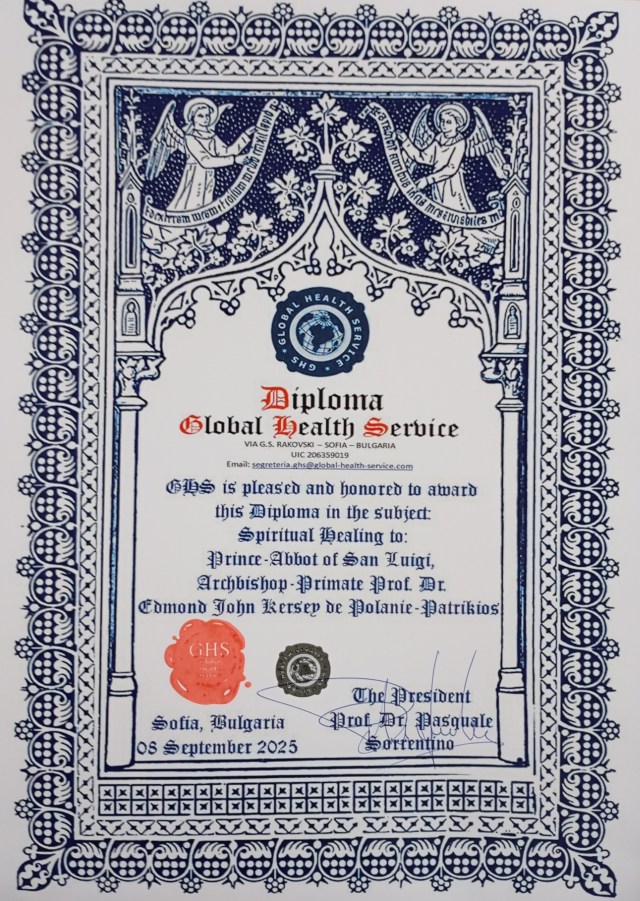 GLOBAL HEALTH SERVICE
GHS
Diploma
Global Health Service
VIA G.S. RAKOVSKI – SOFIA – BULGARIA
UIC 206359019
Email: segreteria.ghs@global-health-service.com
GHS is pleased and honored to award
this Diploma in the subject:
Spiritual Healing to:
Prince-Abbot of San Luigi,
Archbishop-Primate Prof. Dr.
Edmond John Kersey de Polanie-Patrikios
GHS
The President
Sofia, Bulgaria
Prof. Dr. Pasquale
08 September 2025
Sorrentino